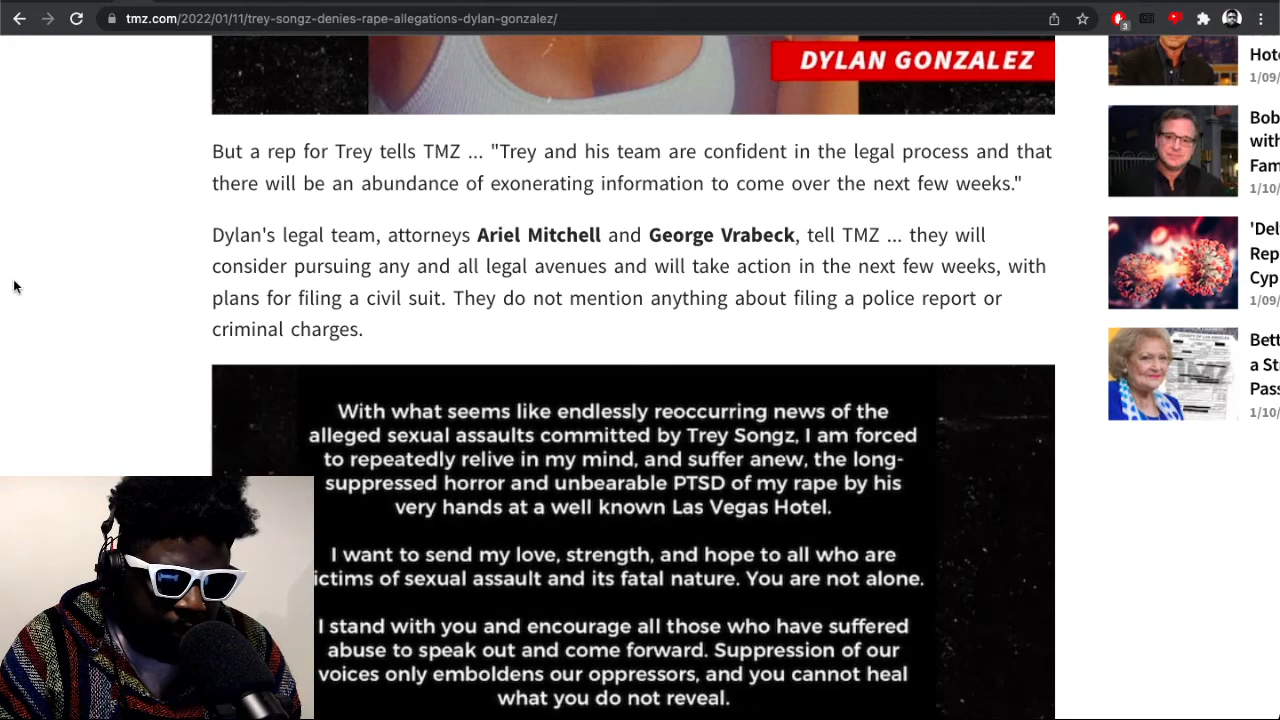 tmz.com/2022/01/11/trey-songz-denies-rape-allegations-dylan-gonzalez/
3
DYLAN GONZALEZ
But a rep for Trey tells TMZ ... "Trey and his team are confident in the legal process and that
there will be an abundance of exonerating information to come over the next few weeks."
Dylan's legal team, attorneys Ariel Mitchell and George Vrabeck, tell TMZ ... they will
consider pursuing any and all legal avenues and will take action in the next few weeks, with
plans for filing a civil suit. They do not mention anything about filing a police report or
criminal charges.
With what seems like endlessly reoccurring news of the
alleged sexual assaults committed by Trey Songz, I am forced
to repeatedly relive in my mind, and suffer anew, the long-
suppressed horror and unbearable PTSD of my rape by his
very hands at a well known Las Vegas Hotel.
I want to send my love, strength, and hope to all who are
ictims of sexual assault and its fatal nature. You are not alone.
I stand with you and encourage all those who have suffered
abuse to speak out and come forward. Suppression of our
voices only emboldens our oppressors, and you cannot heal
what you do not reveal.
Hote
1/09/
Bob
with
Fam
1/10/
'Del
Rep
Cyp
1/09/
Bett
a St
Pass
1/10/